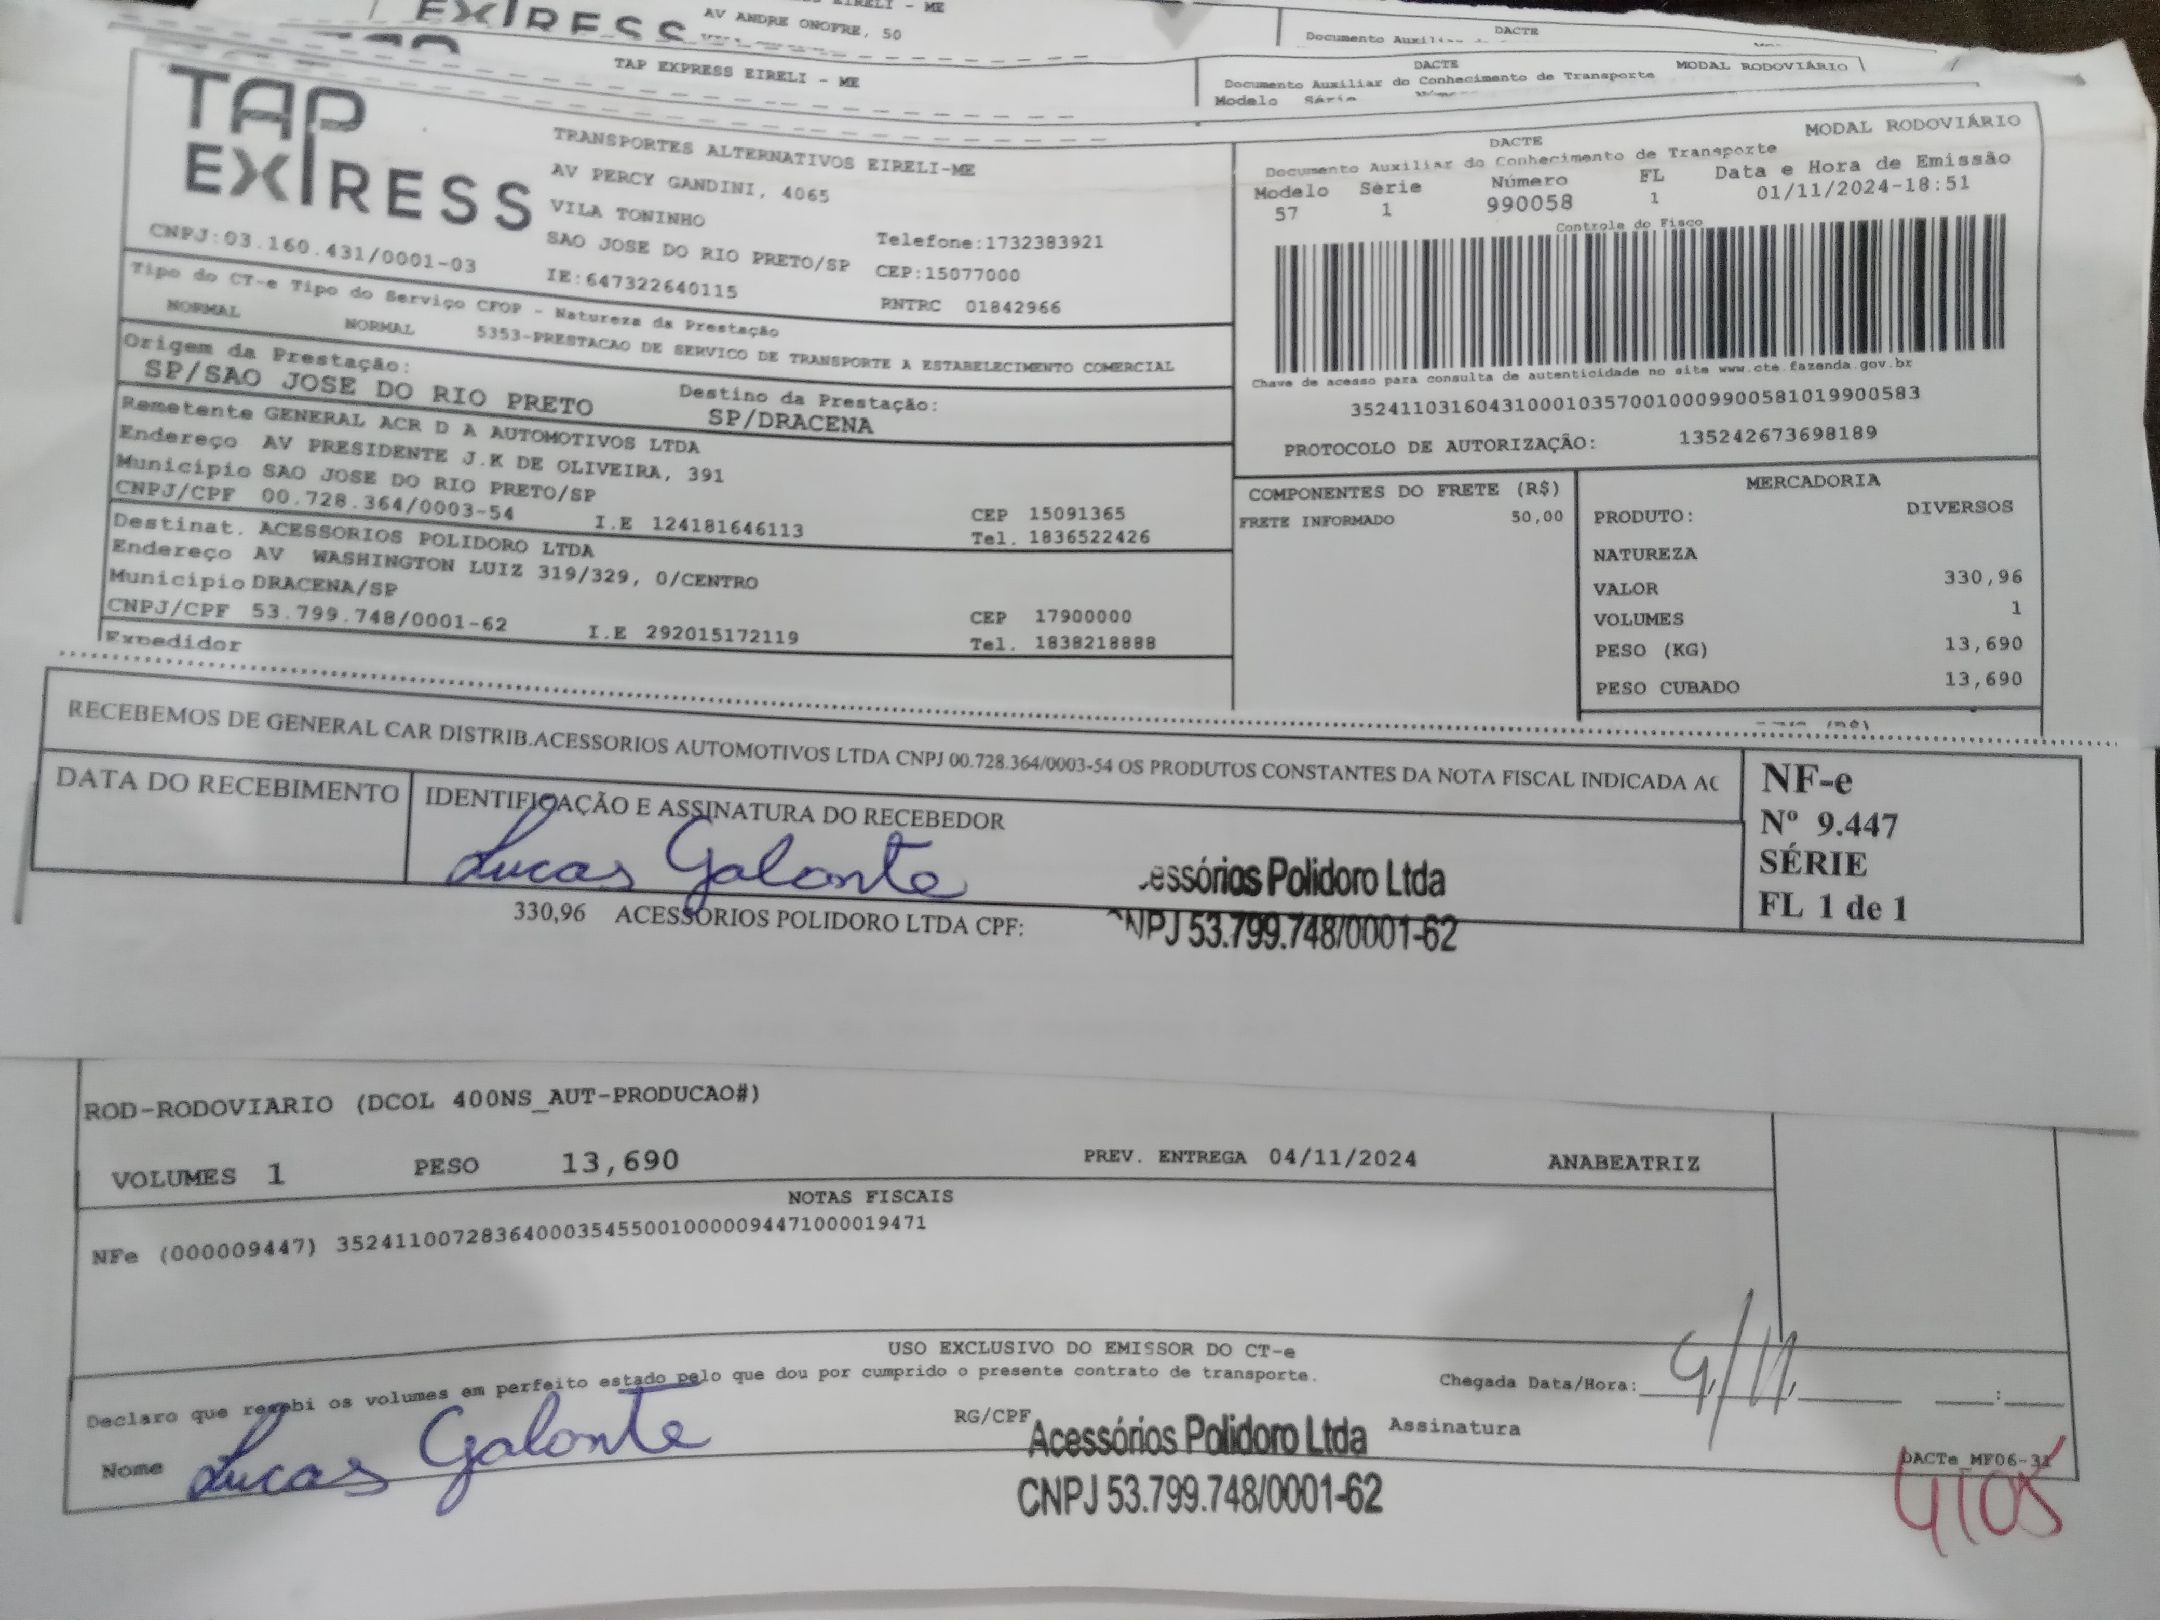 EXPRESS
AV ANDRE ONOFRE, 50
DACTE
TAP EXPRESS EIRELI - ME
DACTE MODAL RODOVIÁRIO
Documento Auxiliar do Conhecimento de Transporte
Modelo Série
TAP EXPRESS
TRANSPORTES ALTERNATIVOS EIRELI-ME
AV PERCY GANDINI, 4065
VILA TONINHO
SAO JOSE DO RIO PRETO/SP
Telefone:1732383921
CEP:15077000
CNPJ:03.160.431/0001-03
IE:647322640115
RNTRC 01842966
DACTE MODAL RODOVIÁRIO
Documento Auxiliar do Conhecimento de Transporte
Modelo Série Número FL Data e Hora de Emissão
57 1 990058 1 01/11/2024-18:51
Controle do Fisco
Chave de acesso para consulta de autenticidade no site www.cte.fazenda.gov.br
35241103160431000103570010009900581019900583
PROTOCOLO DE AUTORIZAÇÃO: 135242673698189
Tipo do CT-e Tipo do Serviço CFOP - Natureza da Prestação
NORMAL NORMAL 5353-PRESTACAO DE SERVICO DE TRANSPORTE A ESTABELECIMENTO COMERCIAL
Origem da Prestação: Destino da Prestação:
SP/SAO JOSE DO RIO PRETO SP/DRACENA
Remetente GENERAL ACR D A AUTOMOTIVOS LTDA
Endereço AV PRESIDENTE J.K DE OLIVEIRA, 391
Municipio SAO JOSE DO RIO PRETO/SP CEP 15091365
CNPJ/CPF 00.728.364/0003-54 I.E 124181646113 Tel. 1836522426
Destinat. ACESSORIOS POLIDORO LTDA
Endereço AV WASHINGTON LUIZ 319/329, 0/CENTRO
Municipio DRACENA/SP CEP 17900000
CNPJ/CPF 53.799.748/0001-62 I.E 292015172119 Tel. 1838218888
Expedidor
COMPONENTES DO FRETE (R$)
FRETE INFORMADO 50,00
MERCADORIA
PRODUTO: DIVERSOS
NATUREZA
VALOR 330,96
VOLUMES 1
PESO (KG) 13,690
PESO CUBADO 13,690
RECEBEMOS DE GENERAL CAR DISTRIB.ACESSORIOS AUTOMOTIVOS LTDA CNPJ 00.728.364/0003-54 OS PRODUTOS CONSTANTES DA NOTA FISCAL INDICADA AO
DATA DO RECEBIMENTO
IDENTIFICAÇÃO E ASSINATURA DO RECEBEDOR
Lucas Galonte
essórios Polidoro Ltda
NPJ 53.799.748/0001-62
330,96 ACESSORIOS POLIDORO LTDA CPF:
NF-e
Nº 9.447
SÉRIE
FL 1 de 1
ROD-RODOVIARIO (DCOL 400NS_AUT-PRODUCAO#)
VOLUMES 1 PESO 13,690 PREV. ENTREGA 04/11/2024 ANABEATRIZ
NOTAS FISCAIS
NFe (000009447) 35241100728364000354550010000094471000019471
USO EXCLUSIVO DO EMISSOR DO CT-e
Declaro que recebi os volumes em perfeito estado pelo que dou por cumprido o presente contrato de transporte.
Chegada Data/Hora: 4/11 :
Nome Lucas Galonte
RG/CPF
Acessórios Polidoro Ltda
CNPJ 53.799.748/0001-62
Assinatura
DACTe_MF06-31